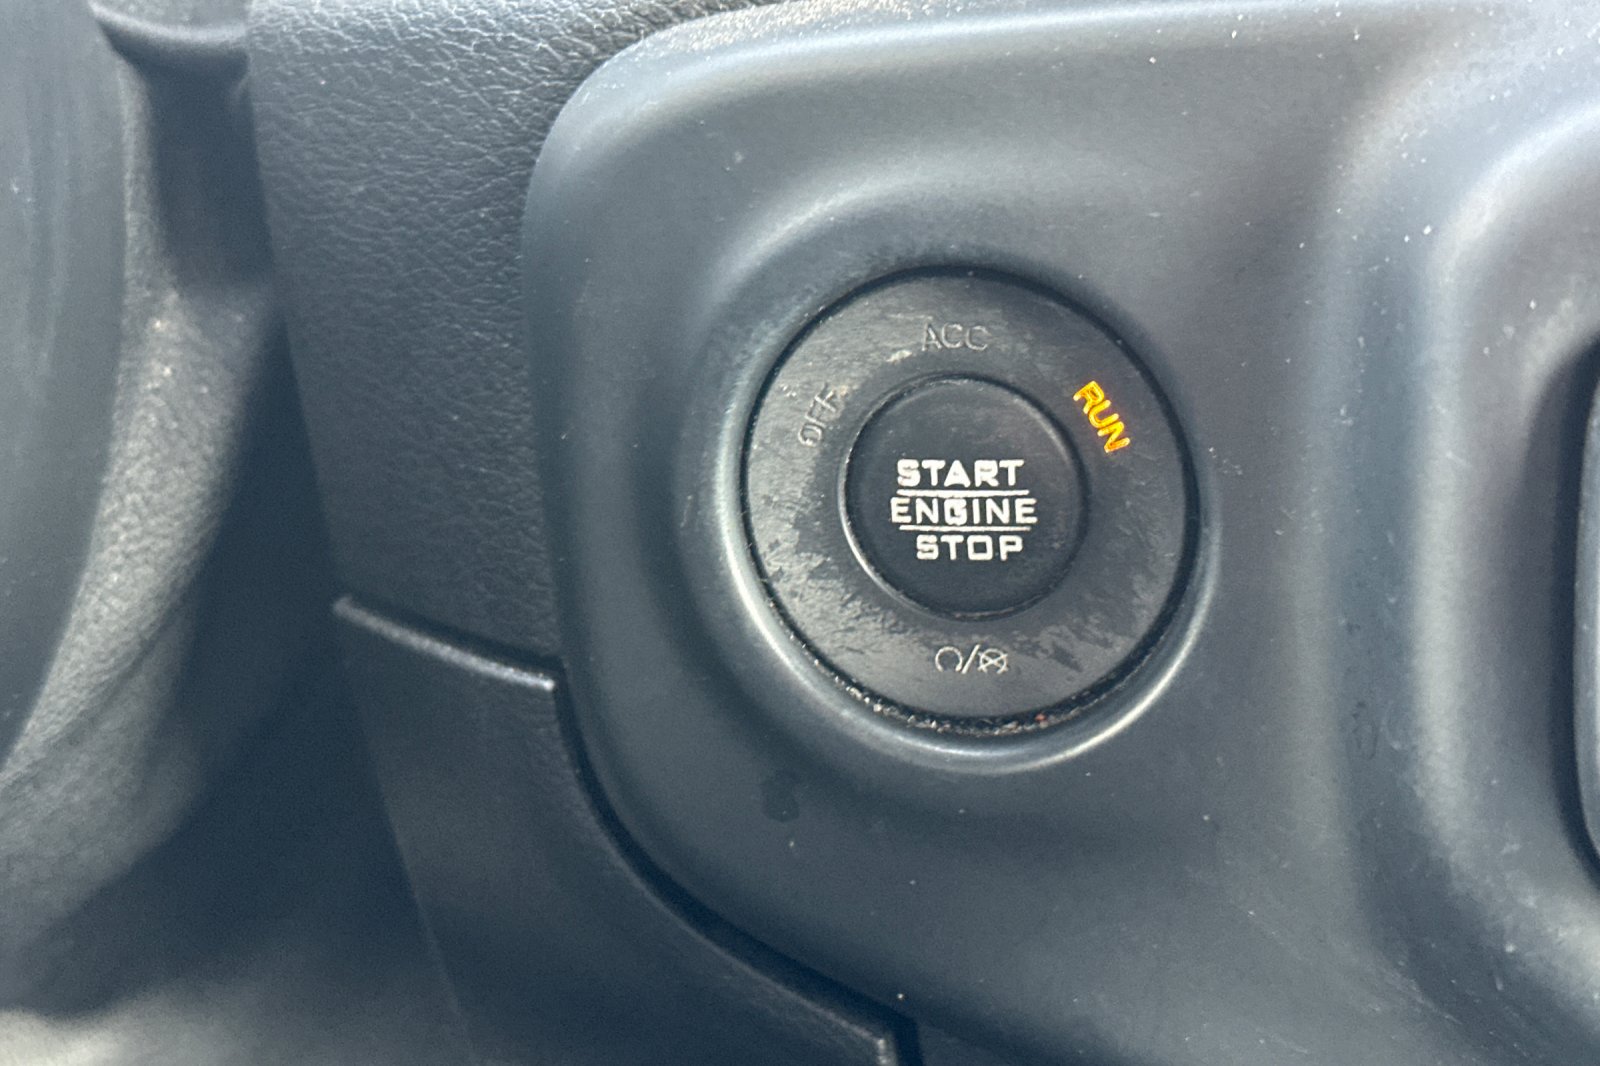 ACC
OFF
RUN
START
ENGINE
STOP